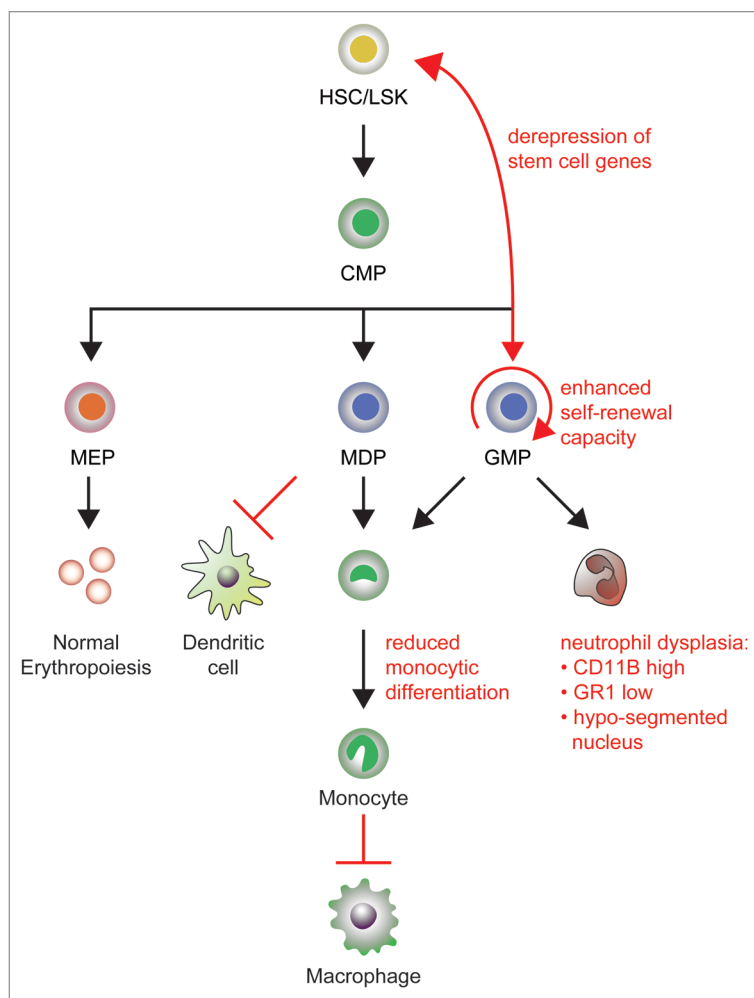 HSC/LSK
derepression of
stem cell genes
CMP
enhanced
self-renewal
capacity
MEP
MDP
GMP
Normal
Erythropoiesis
Dendritic
cell
reduced
monocytic
differentiation
neutrophil dysplasia:
• CD11B high
• GR1 low
• hypo-segmented
nucleus
Monocyte
Macrophage